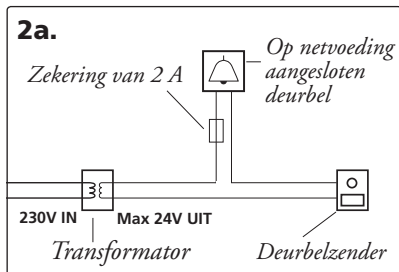 2a.
Zekering van 2 A
Op netvoeding
aangesloten
deurbel
230V IN
Max 24V UIT
Transformator
Deurbelzender